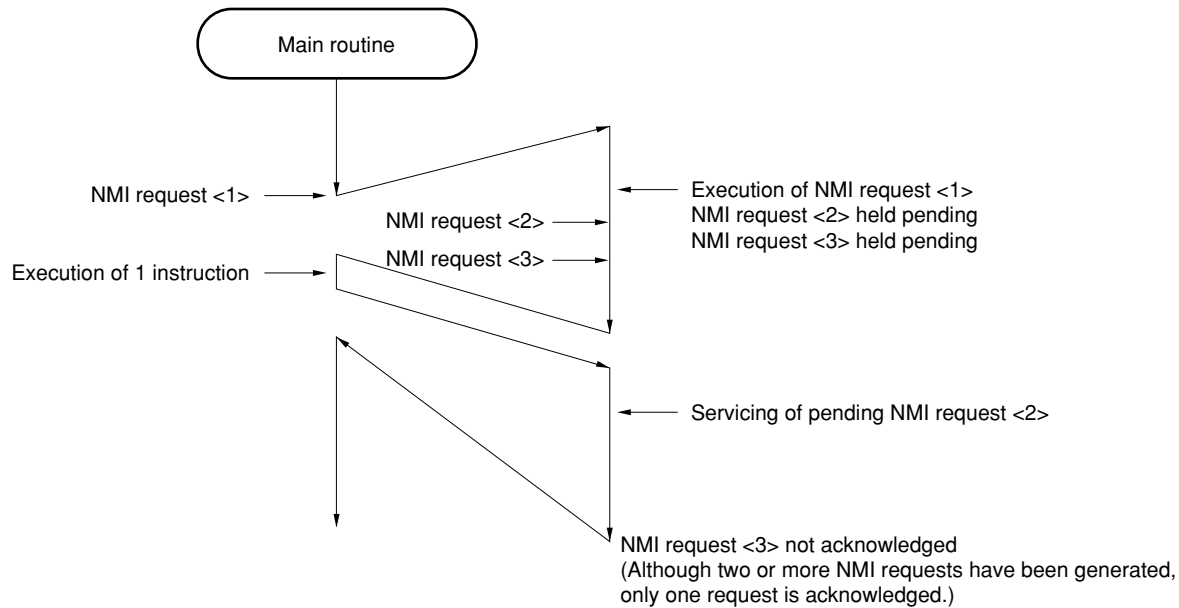 Main routine
NMI request <1>
Execution of NMI request <1>
NMI request <2> held pending
NMI request <3> held pending
NMI request <2>
NMI request <3>
Execution of 1 instruction
Servicing of pending NMI request <2>
NMI request <3> not acknowledged
(Although two or more NMI requests have been generated,
only one request is acknowledged.)